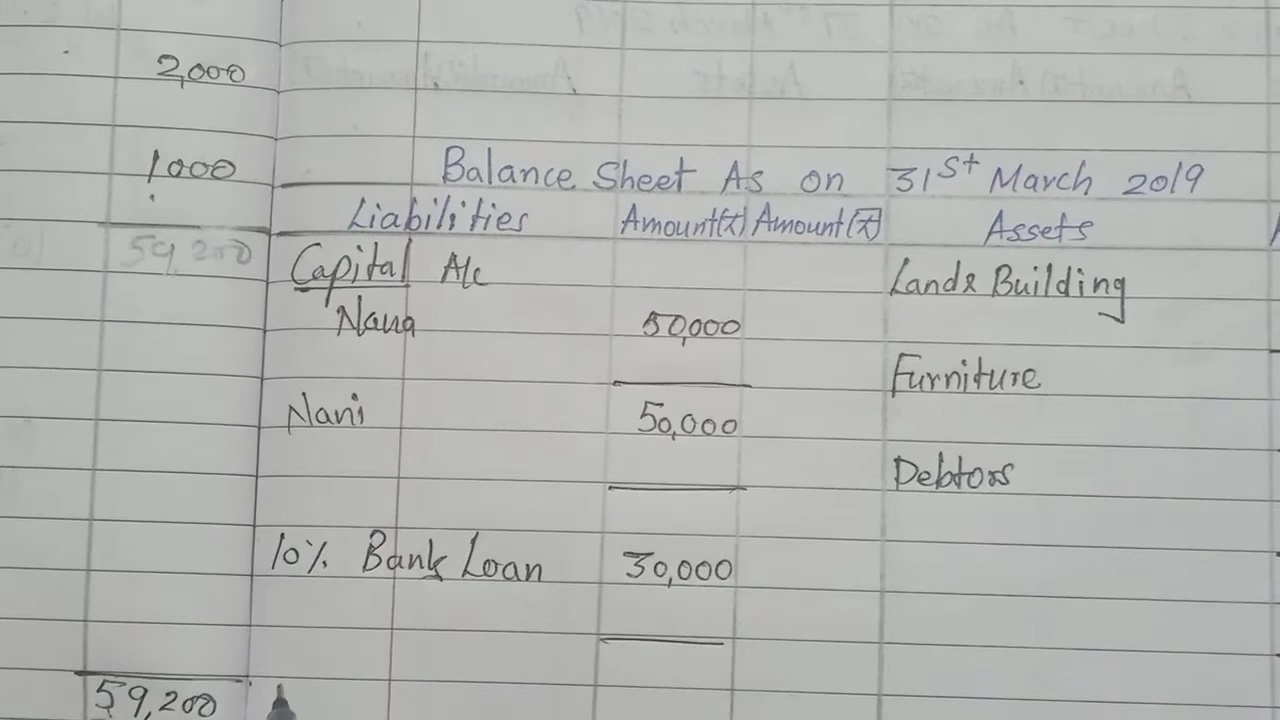 2,000
1000
59,200
Balance Sheet As on 31st March 2019
Liabilities Amount(₹) Amount(₹) Assets
Capital A/c Land & Building
Nana 50,000
Furniture
Nani 50,000
Debtors
10% Bank Loan 30,000
59,200